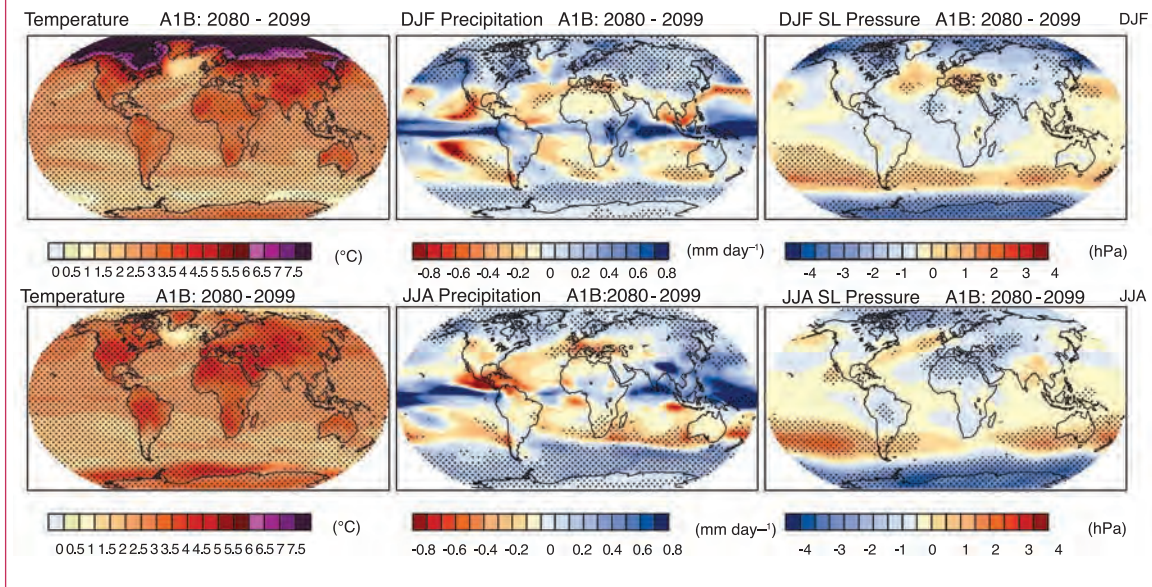 Temperature A1B: 2080 - 2099
DJF Precipitation A1B: 2080 - 2099
DJF SL Pressure A1B: 2080 - 2099 DJF
0 0.5 1 1.5 2 2.5 3 3.5 4 4.5 5 5.5 6 6.5 7 7.5 (°C)
-0.8 -0.6 -0.4 -0.2 0 0.2 0.4 0.6 0.8 (mm day–1)
-4 -3 -2 -1 0 1 2 3 4 (hPa)
Temperature A1B: 2080 - 2099
JJA Precipitation A1B:2080 - 2099
JJA SL Pressure A1B: 2080 - 2099 JJA
0 0.5 1 1.5 2 2.5 3 3.5 4 4.5 5 5.5 6 6.5 7 7.5 (°C)
-0.8 -0.6 -0.4 -0.2 0 0.2 0.4 0.6 0.8 (mm day–1)
-4 -3 -2 -1 0 1 2 3 4 (hPa)